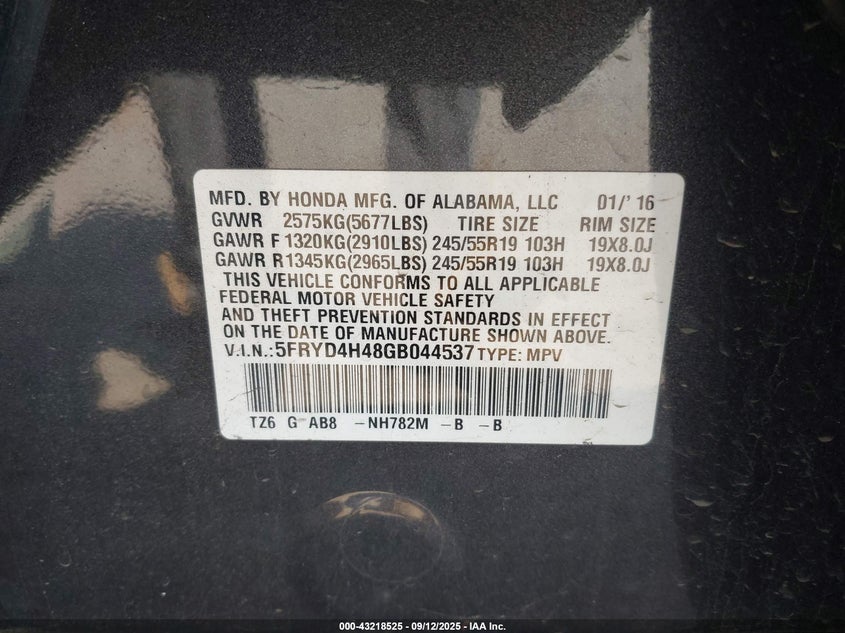 MFD. BY HONDA MFG. OF ALABAMA, LLC 01/'16
GVWR 2575KG(5677LBS) TIRE SIZE RIM SIZE
GAWR F 1320KG(2910LBS) 245/55R19 103H 19X8.0J
GAWR R 1345KG(2965LBS) 245/55R19 103H 19X8.0J
THIS VEHICLE CONFORMS TO ALL APPLICABLE
FEDERAL MOTOR VEHICLE SAFETY
AND THEFT PREVENTION STANDARDS IN EFFECT
ON THE DATE OF MANUFACTURE SHOWN ABOVE.
V.I.N.:5FRYD4H48GB044537 TYPE: MPV
TZ6 G AB8 -NH782M -B -B
000-43218525 - 09/12/2025 - IAA Inc.